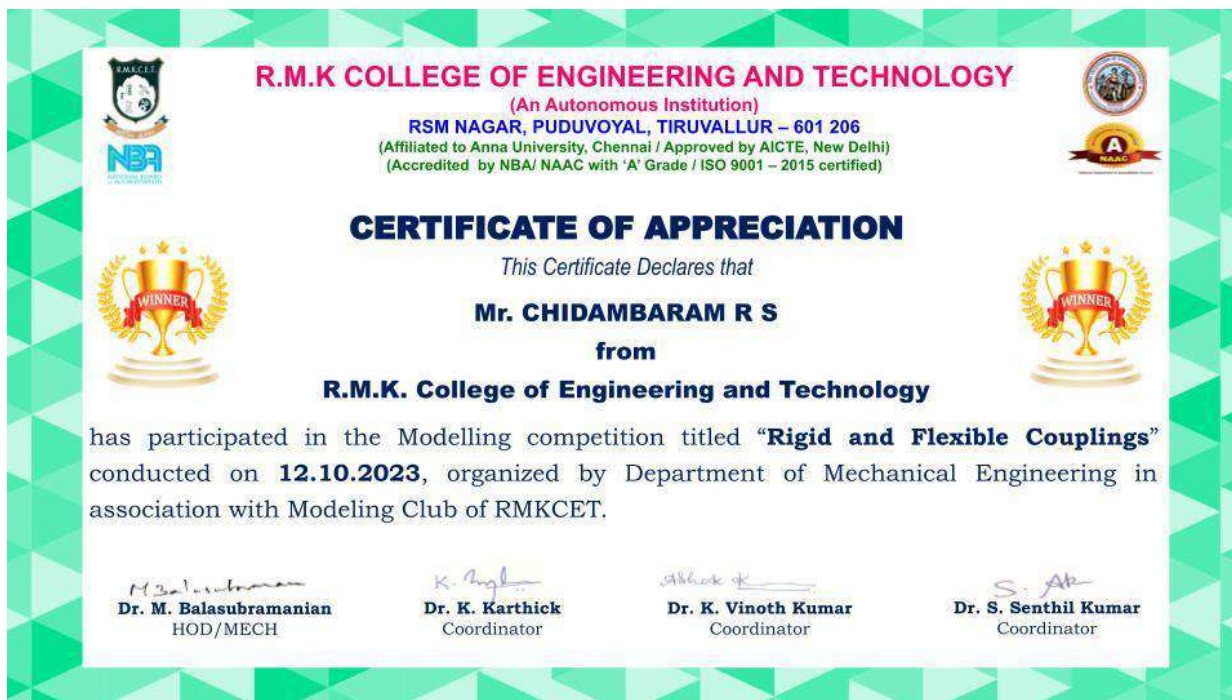 R.M.K.C.E.T.
NBA
NATIONAL BOARD
of ACCREDITATION
R.M.K COLLEGE OF ENGINEERING AND TECHNOLOGY
(An Autonomous Institution)
RSM NAGAR, PUDUVOYAL, TIRUVALLUR – 601 206
(Affiliated to Anna University, Chennai / Approved by AICTE, New Delhi)
(Accredited by NBA/ NAAC with ‘A’ Grade / ISO 9001 – 2015 certified)
A
NAAC
CERTIFICATE OF APPRECIATION
This Certificate Declares that
WINNER
WINNER
Mr. CHIDAMBARAM R S
from
R.M.K. College of Engineering and Technology
has participated in the Modelling competition titled “Rigid and Flexible Couplings”
conducted on 12.10.2023, organized by Department of Mechanical Engineering in
association with Modeling Club of RMKCET.
M Balasubramanian
Dr. M. Balasubramanian
HOD/MECH
Dr. K. Karthick
Coordinator
Dr. K. Vinoth Kumar
Coordinator
Dr. S. Senthil Kumar
Coordinator